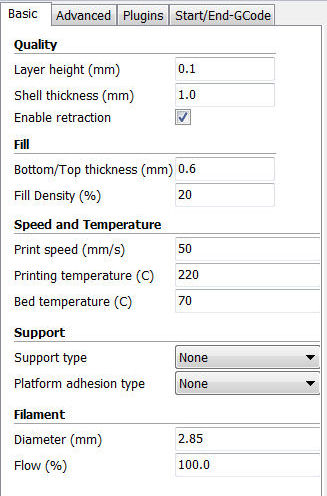 Basic Advanced Plugins Start/End-GCode
Quality
Layer height (mm) 0.1
Shell thickness (mm) 1.0
Enable retraction
Fill
Bottom/Top thickness (mm) 0.6
Fill Density (%) 20
Speed and Temperature
Print speed (mm/s) 50
Printing temperature (C) 220
Bed temperature (C) 70
Support
Support type None
Platform adhesion type None
Filament
Diameter (mm) 2.85
Flow (%) 100.0